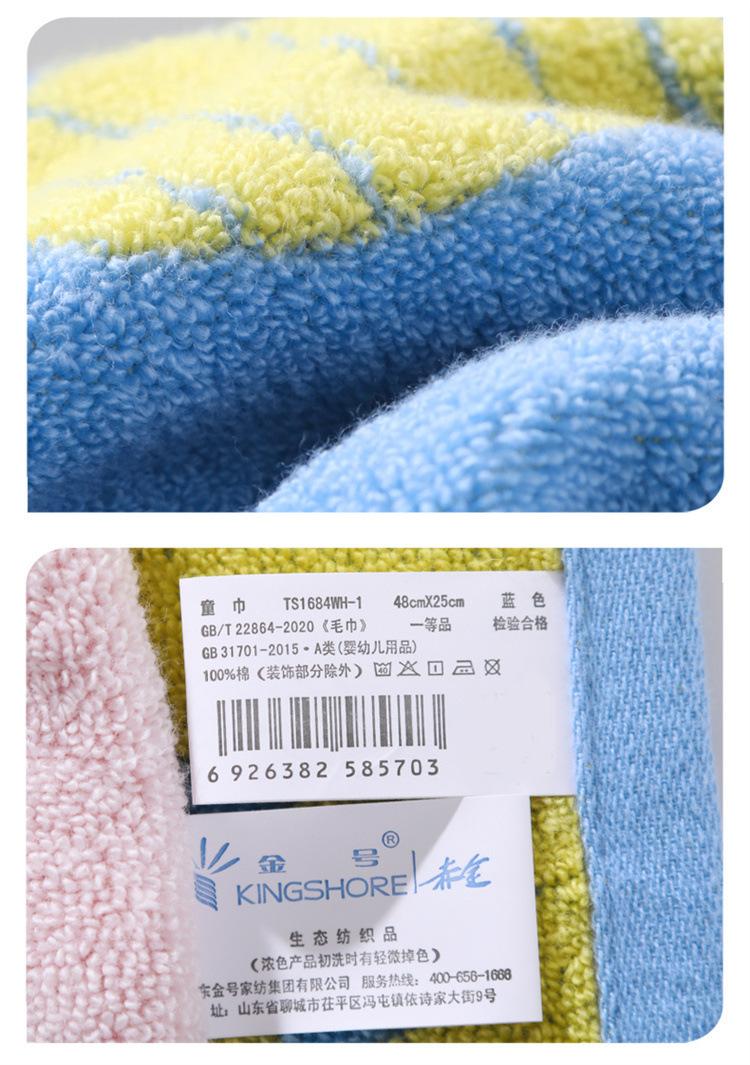 童 巾 TS1684WH-1 48cmX25cm 蓝 色
GB/T 22864-2020《毛巾》 一等品 检验合格
GB 31701-2015·A类(婴幼儿用品)
100%棉(装饰部分除外) 40
6 926382 585703
金 号®
KINGSHORE 赤金
生态纺织品
(浓色产品初洗时有轻微掉色)
东金号家纺集团有限公司 服务热线: 400-656-1688
址: 山东省聊城市茌平区冯屯镇依诗家大街9号